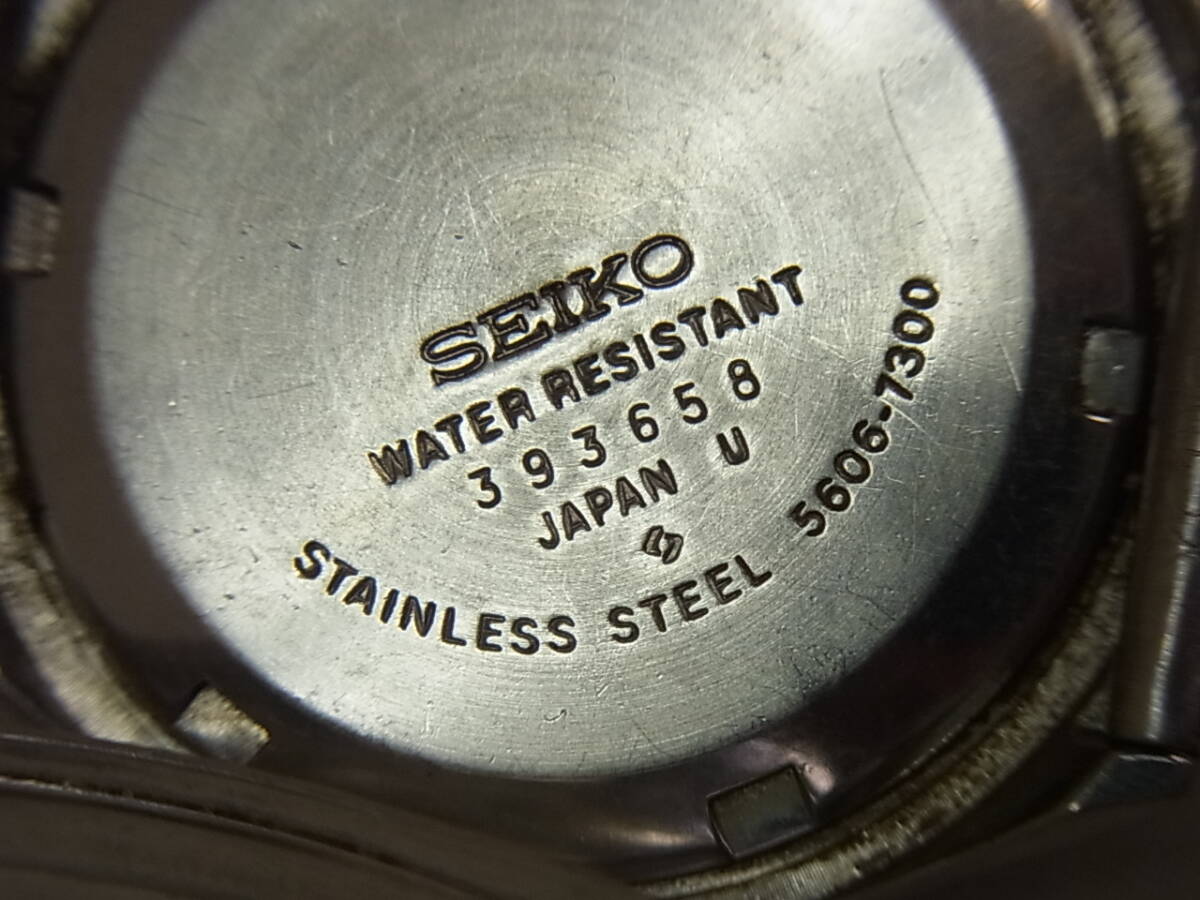 SEIKO
WATER RESISTANT
393658
JAPAN U
STAINLESS STEEL 5606-7300